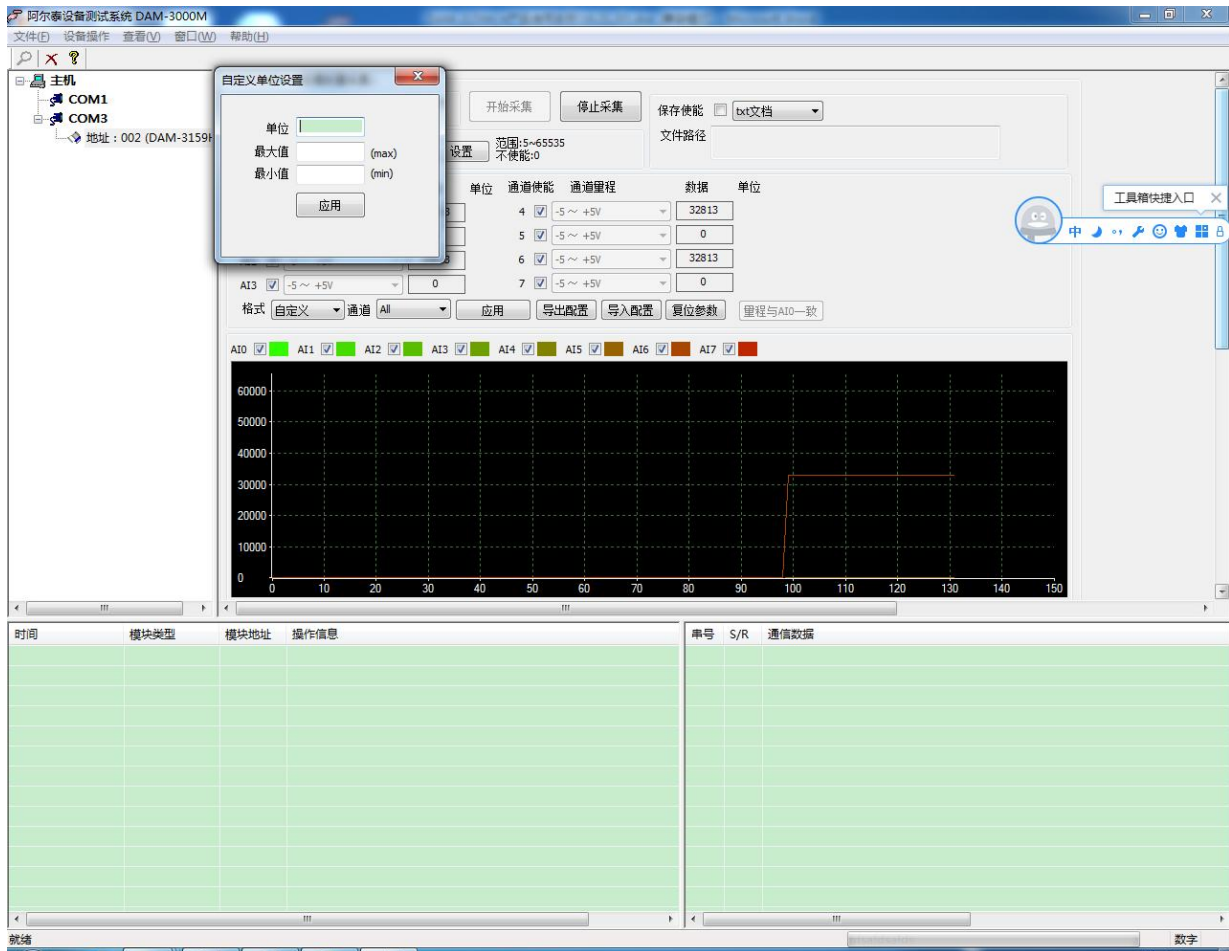 阿尔泰设备测试系统 DAM-3000M
文件(F) 设备操作 查看(V) 窗口(W) 帮助(H)
主机
COM1
COM3
地址：002 (DAM-3159H
自定义单位设置
单位
最大值 (max)
最小值 (min)
应用
开始采集 停止采集
设置 范围:5~65535
不使能:0
保存使能 txt文档
文件路径
单位 通道使能 通道里程 数据 单位
4 -5 ~ +5V 32813
5 -5 ~ +5V 0
6 -5 ~ +5V 32813
AI3 -5 ~ +5V 0 7 -5 ~ +5V 0
格式 自定义 通道 All 应用 导出配置 导入配置 复位参数 里程与AI0一致
工具箱快捷入口
中
AI0 AI1 AI2 AI3 AI4 AI5 AI6 AI7
60000
50000
40000
30000
20000
10000
0
0 10 20 30 40 50 60 70 80 90 100 110 120 130 140 150
时间 模块类型 模块地址 操作信息
串号 S/R 通信数据
就绪 数字